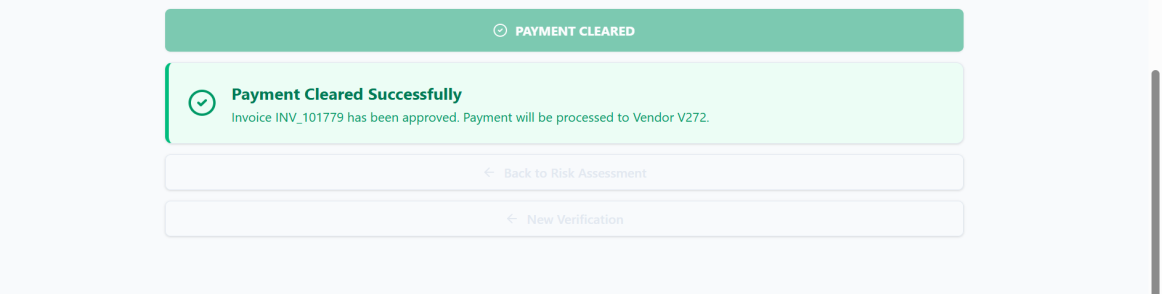 PAYMENT CLEARED
Payment Cleared Successfully
Invoice INV_101779 has been approved. Payment will be processed to Vendor V272.
← Back to Risk Assessment
← New Verification